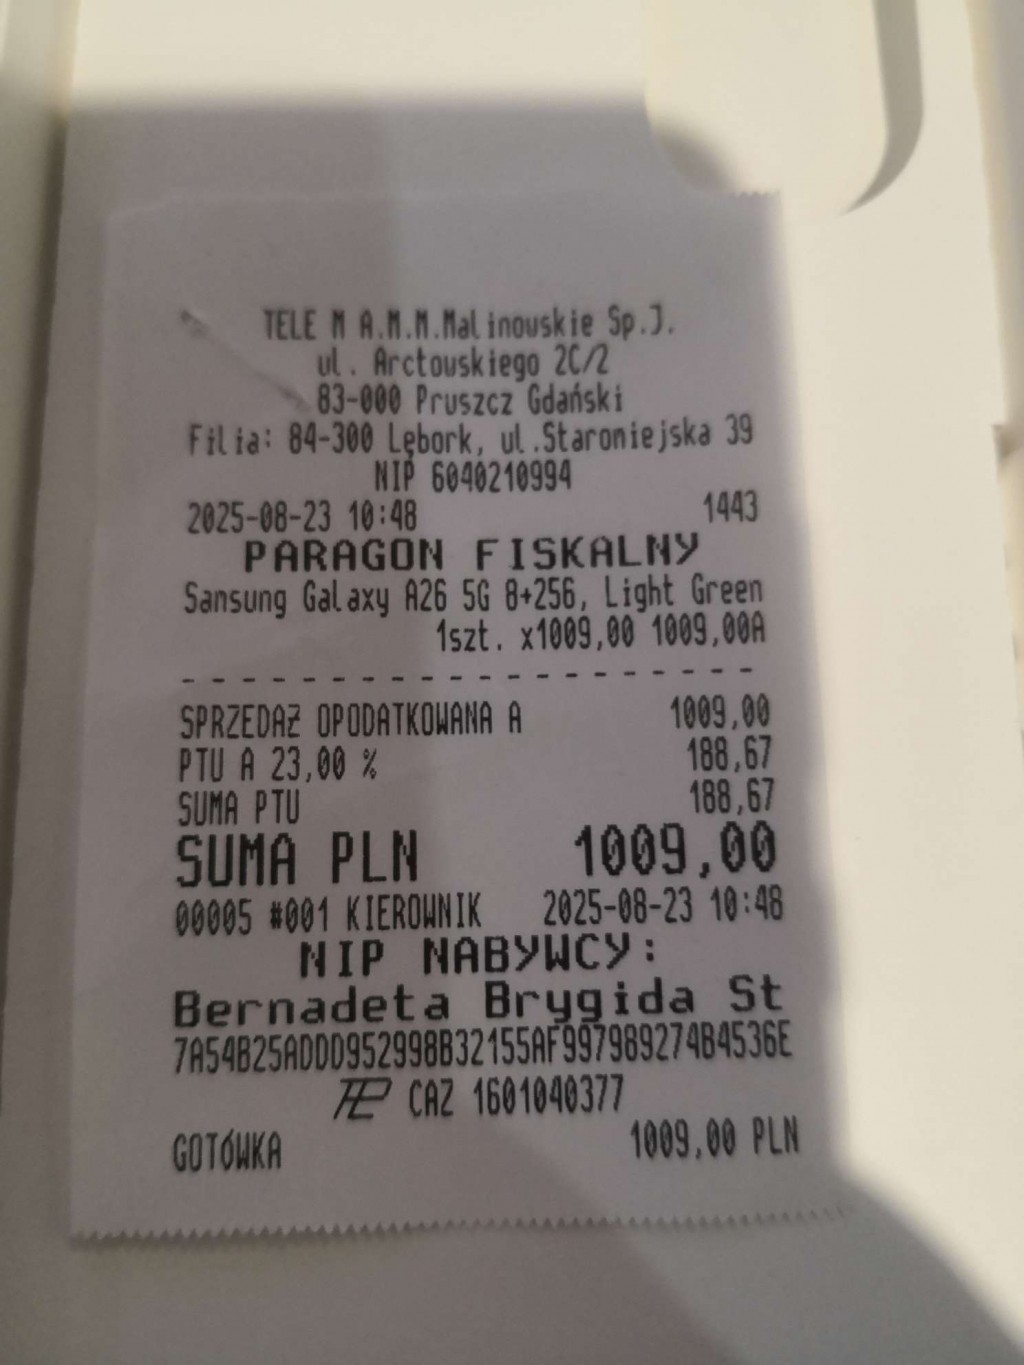 TELE M A.M.M.Malinowskie Sp.J.
ul. Arctowskiego 2C/2
83-000 Pruszcz Gdański
Filia: 84-300 Lębork, ul.Staromiejska 39
NIP 6040210994
2025-08-23 10:48 1443
PARAGON FISKALNY
Samsung Galaxy A26 5G 8+256, Light Green
1szt. x1009,00 1009,00A
SPRZEDAŻ OPODATKOWANA A 1009,00
PTU A 23,00 % 188,67
SUMA PTU 188,67
SUMA PLN 1009,00
00005 #001 KIEROWNIK 2025-08-23 10:48
NIP NABYWCY:
Bernadeta Brygida St
7A54B25ADDD952998B32155AF997989274B4536E
CAZ 1601040377
GOTÓWKA 1009,00 PLN